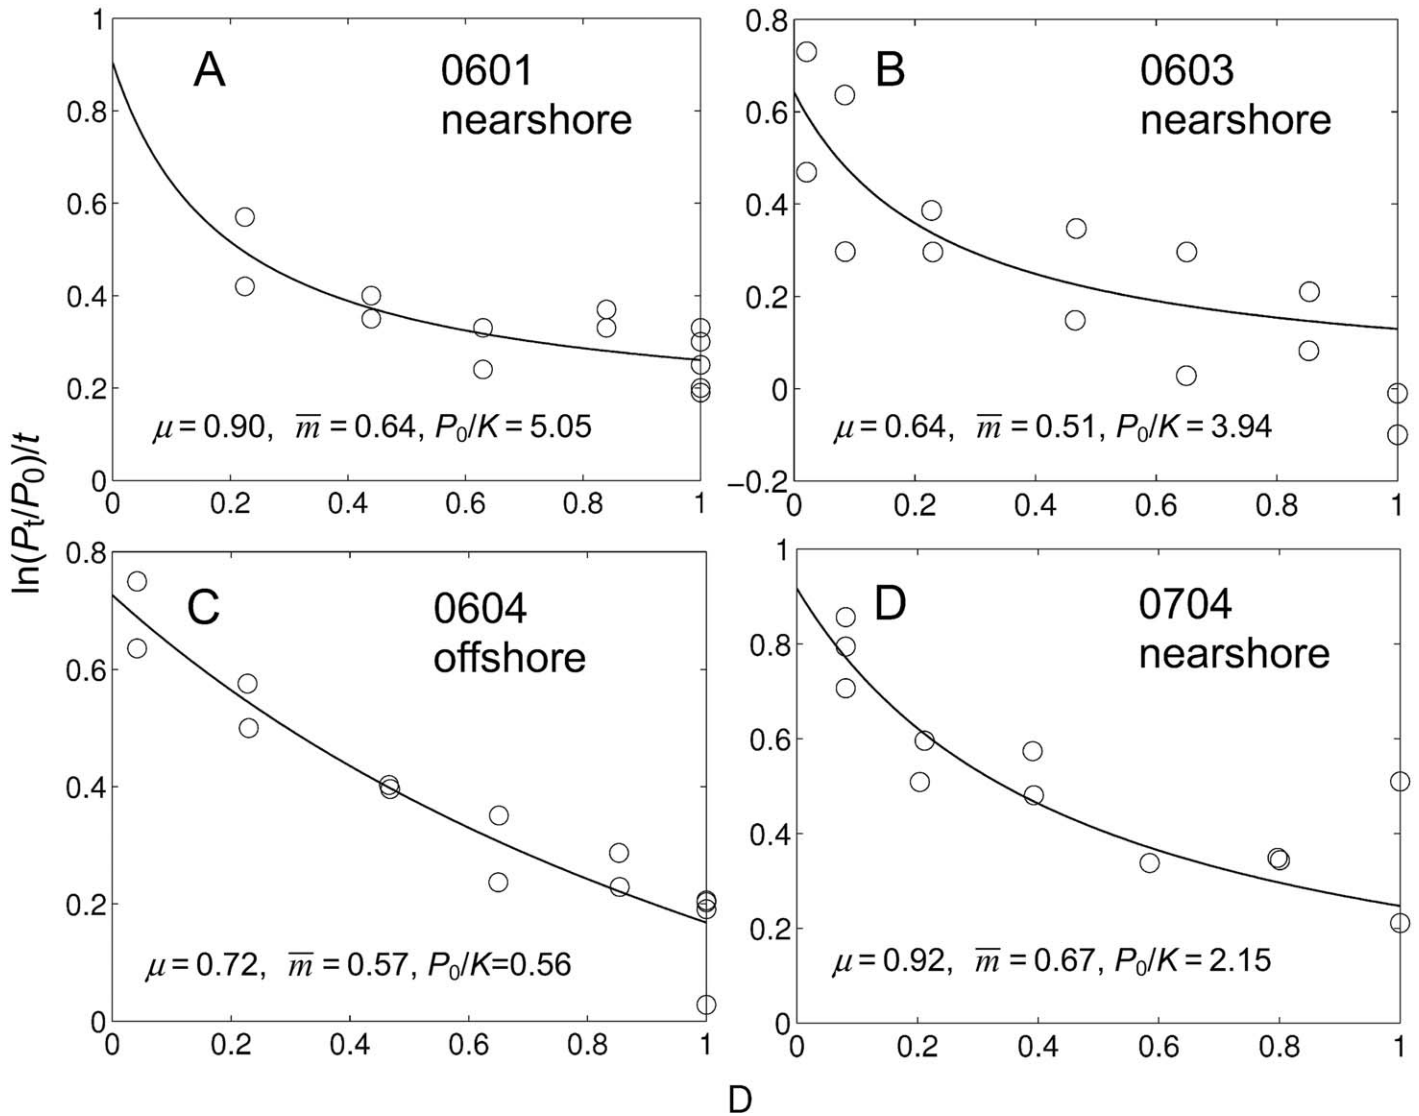 ln(Pt/P0)/t
1
0.8
0.6
0.4
0.2
0
0 0.2 0.4 0.6 0.8 1
A 0601
nearshore
μ = 0.90, m̅ = 0.64, P0/K = 5.05
0.8
0.6
0.4
0.2
0
−0.2
0 0.2 0.4 0.6 0.8 1
B 0603
nearshore
μ = 0.64, m̅ = 0.51, P0/K = 3.94
0.8
0.6
0.4
0.2
0
0 0.2 0.4 0.6 0.8 1
C 0604
offshore
μ = 0.72, m̅ = 0.57, P0/K=0.56
1
0.8
0.6
0.4
0.2
0
0 0.2 0.4 0.6 0.8 1
D 0704
nearshore
μ = 0.92, m̅ = 0.67, P0/K = 2.15
D